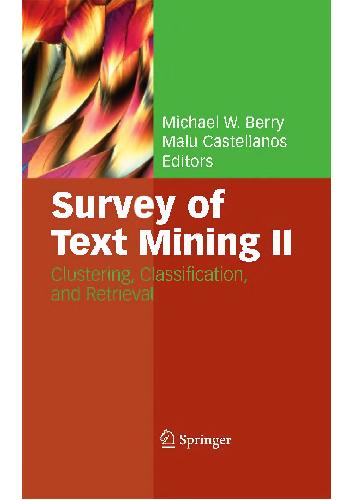 Michael W. Berry
Malu Castellanos
Editors
Survey of
Text Mining II
Clustering, Classification,
and Retrieval
Springer